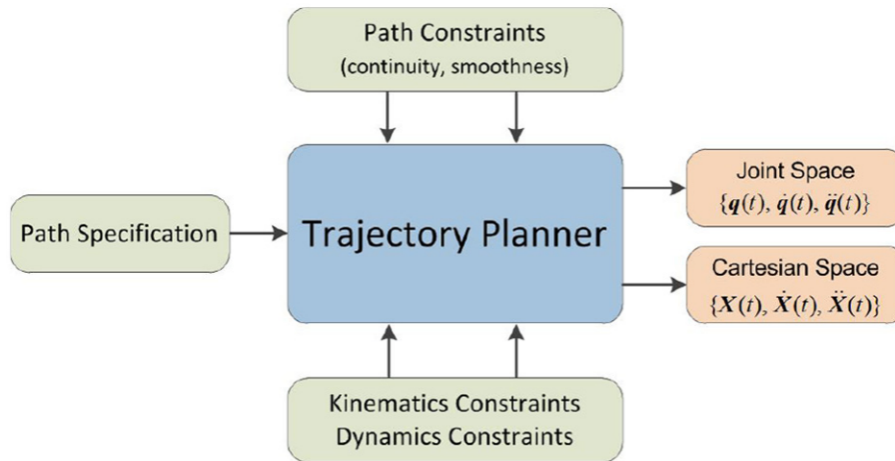 Path Constraints
(continuity, smoothness)
Path Specification
Trajectory Planner
Joint Space
{q(t), q̇(t), q̈(t)}
Cartesian Space
{X(t), Ẋ(t), Ẍ(t)}
Kinematics Constraints
Dynamics Constraints